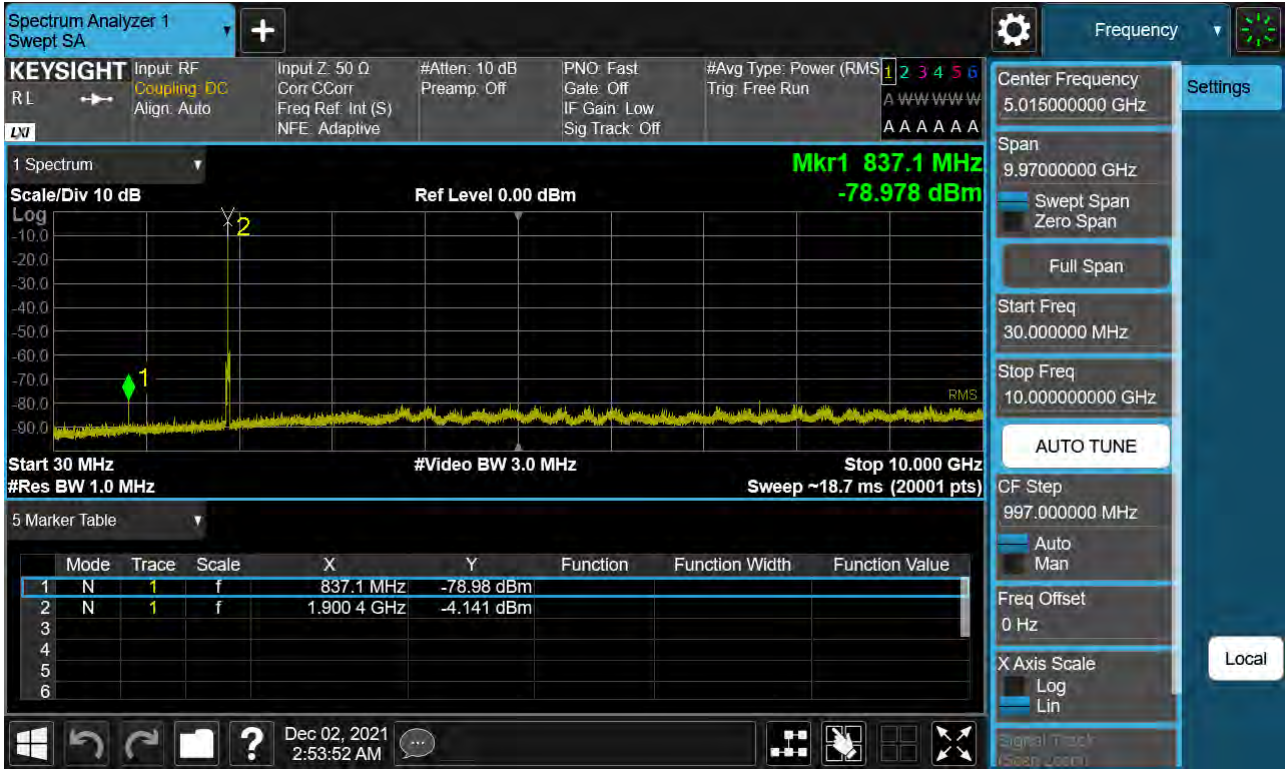 Spectrum Analyzer 1
Swept SA
Frequency
KEYSIGHT
RL
LXI
Input: RF
Coupling: DC
Align: Auto
Input Z: 50 Ω
Corr CCorr
Freq Ref: Int (S)
NFE: Adaptive
#Atten: 10 dB
Preamp: Off
PNO: Fast
Gate: Off
IF Gain: Low
Sig Track: Off
#Avg Type: Power (RMS
Trig: Free Run
1 2 3 4 5 6
A W W W W W
A A A A A A
Center Frequency
5.015000000 GHz
Settings
Span
9.97000000 GHz
Swept Span
Zero Span
Full Span
Start Freq
30.000000 MHz
Stop Freq
10.000000000 GHz
AUTO TUNE
CF Step
997.000000 MHz
Auto
Man
Freq Offset
0 Hz
X Axis Scale
Log
Lin
Signal Track
(Span Zoom)
Local
1 Spectrum
Scale/Div 10 dB
Ref Level 0.00 dBm
Mkr1 837.1 MHz
-78.978 dBm
Log
-10.0
-20.0
-30.0
-40.0
-50.0
-60.0
-70.0
-80.0
-90.0
2
1
RMS
Start 30 MHz
#Video BW 3.0 MHz
Stop 10.000 GHz
#Res BW 1.0 MHz
Sweep ~18.7 ms (20001 pts)
5 Marker Table
Mode Trace Scale X Y Function Function Width Function Value
1 N 1 f 837.1 MHz -78.98 dBm
2 N 1 f 1.900 4 GHz -4.141 dBm
3
4
5
6
?
Dec 02, 2021
2:53:52 AM